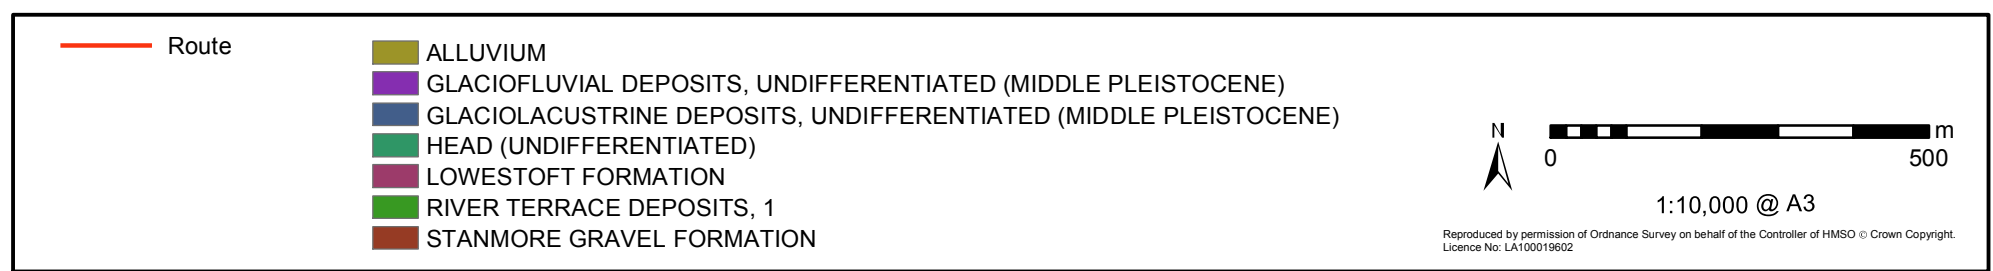 Route
ALLUVIUM
GLACIOFLUVIAL DEPOSITS, UNDIFFERENTIATED (MIDDLE PLEISTOCENE)
GLACIOLACUSTRINE DEPOSITS, UNDIFFERENTIATED (MIDDLE PLEISTOCENE)
HEAD (UNDIFFERENTIATED)
LOWESTOFT FORMATION
RIVER TERRACE DEPOSITS, 1
STANMORE GRAVEL FORMATION
N
m
0 500
1:10,000 @ A3
Reproduced by permission of Ordnance Survey on behalf of the Controller of HMSO © Crown Copyright.
Licence No: LA100019602